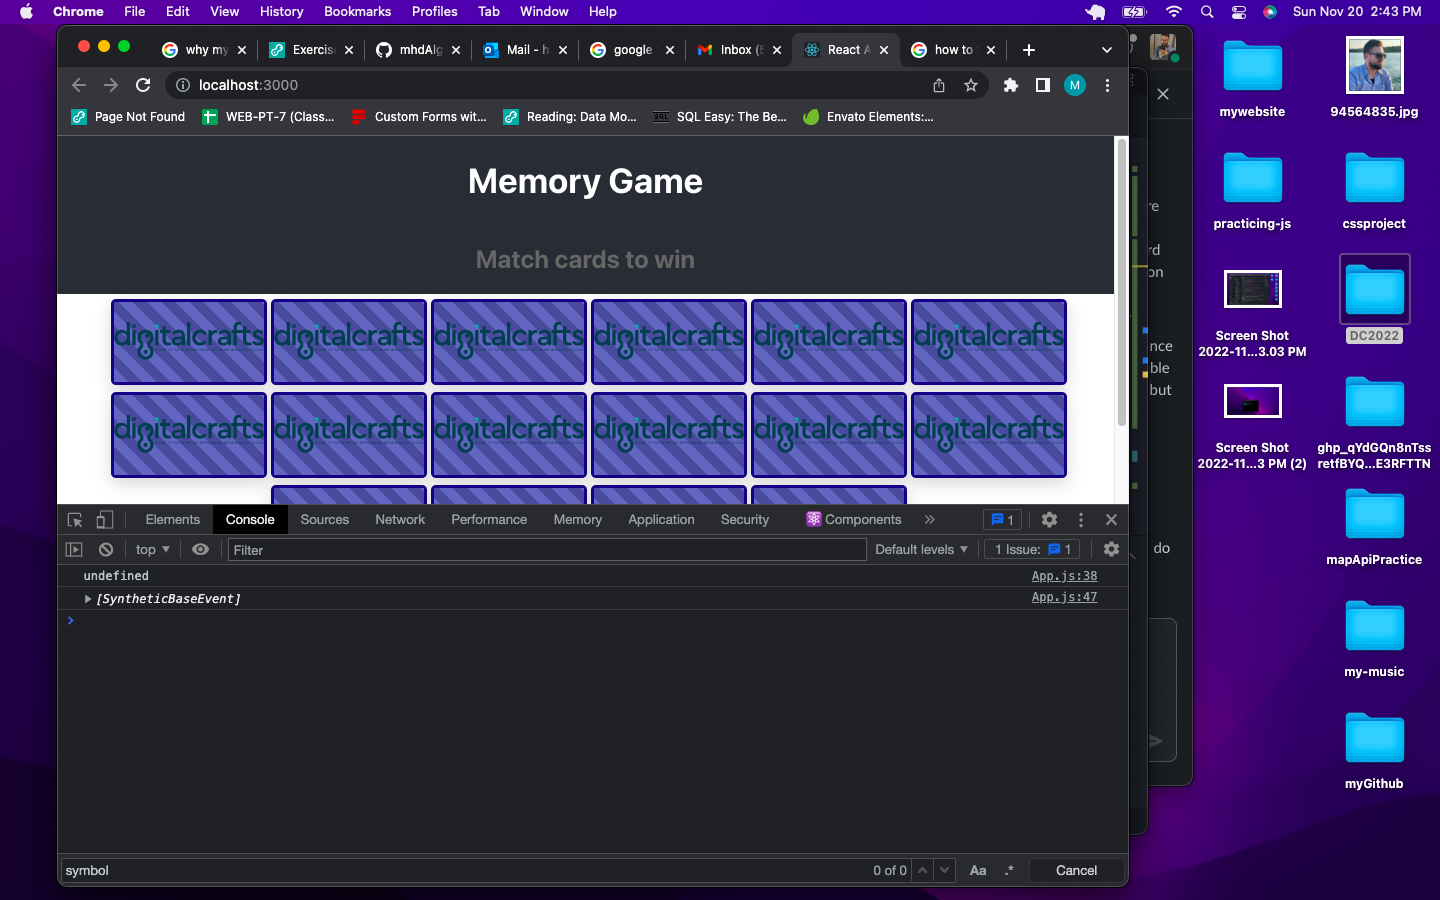 Chrome File Edit View History Bookmarks Profiles Tab Window Help
Sun Nov 20 2:43 PM
why my
Exercis
mhdAlg
Mail - h
google
Inbox (
React A
how to
localhost:3000
M
Page Not Found
WEB-PT-7 (Class...
Custom Forms wit...
Reading: Data Mo...
SQL Easy: The Be...
Envato Elements:...
Memory Game
Match cards to win
digitalcrafts digitalcrafts digitalcrafts digitalcrafts digitalcrafts digitalcrafts
digitalcrafts digitalcrafts digitalcrafts digitalcrafts digitalcrafts digitalcrafts
Elements Console Sources Network Performance Memory Application Security Components » 1
top Filter Default levels 1 Issue: 1
undefined App.js:38
[SyntheticBaseEvent] App.js:47
symbol 0 of 0 Aa .* Cancel
re
rd
on
nce
ble
but
do
mywebsite
94564835.jpg
practicing-js
cssproject
Screen Shot
2022-11...3.03 PM
DC2022
Screen Shot
2022-11...3 PM (2)
ghp_qYdGQn8nTss
retfBYQ...E3RFTTN
mapApiPractice
my-music
myGithub